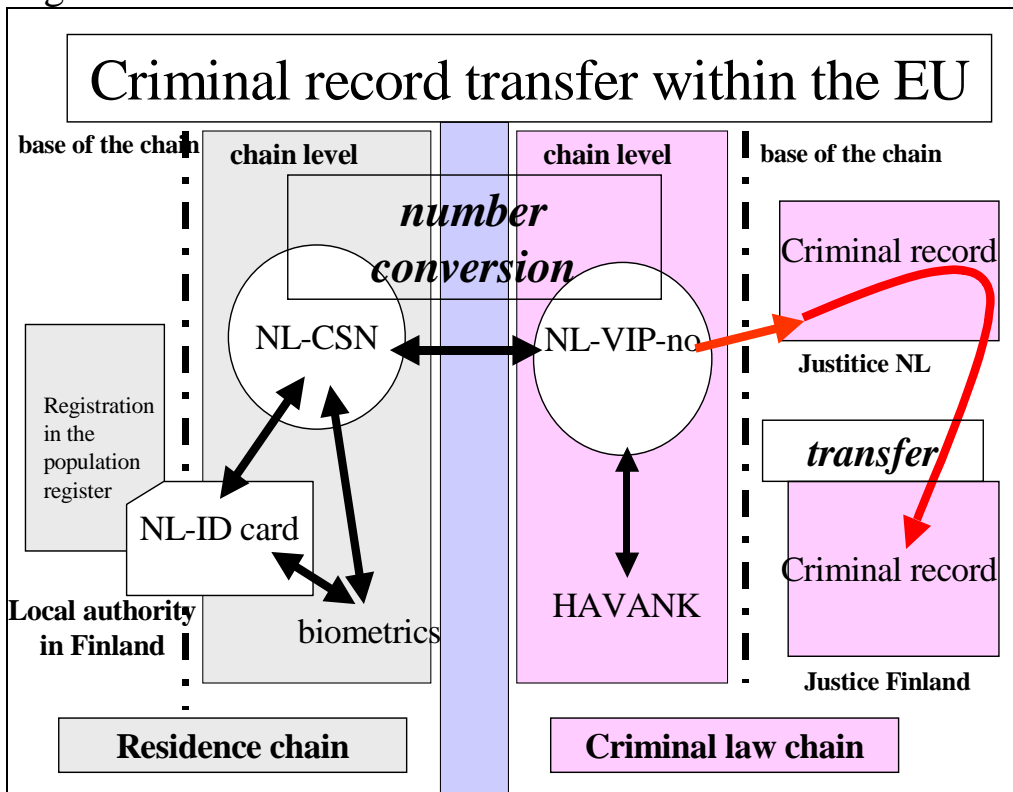 Criminal record transfer within the EU
base of the chain
chain level
chain level
base of the chain
number
conversion
Criminal record
NL-CSN
NL-VIP-no
Justitice NL
Registration
in the
population
register
transfer
NL-ID card
Criminal record
HAVANK
Local authority
in Finland
biometrics
Justice Finland
Residence chain
Criminal law chain